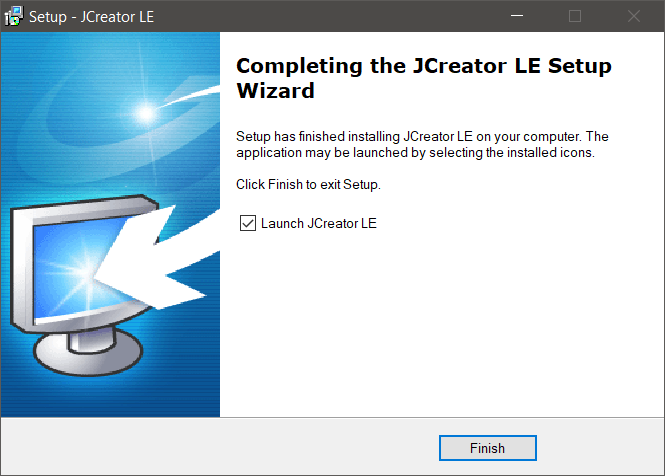 Setup - JCreator LE
Completing the JCreator LE Setup
Wizard
Setup has finished installing JCreator LE on your computer. The
application may be launched by selecting the installed icons.
Click Finish to exit Setup.
Launch JCreator LE
Finish